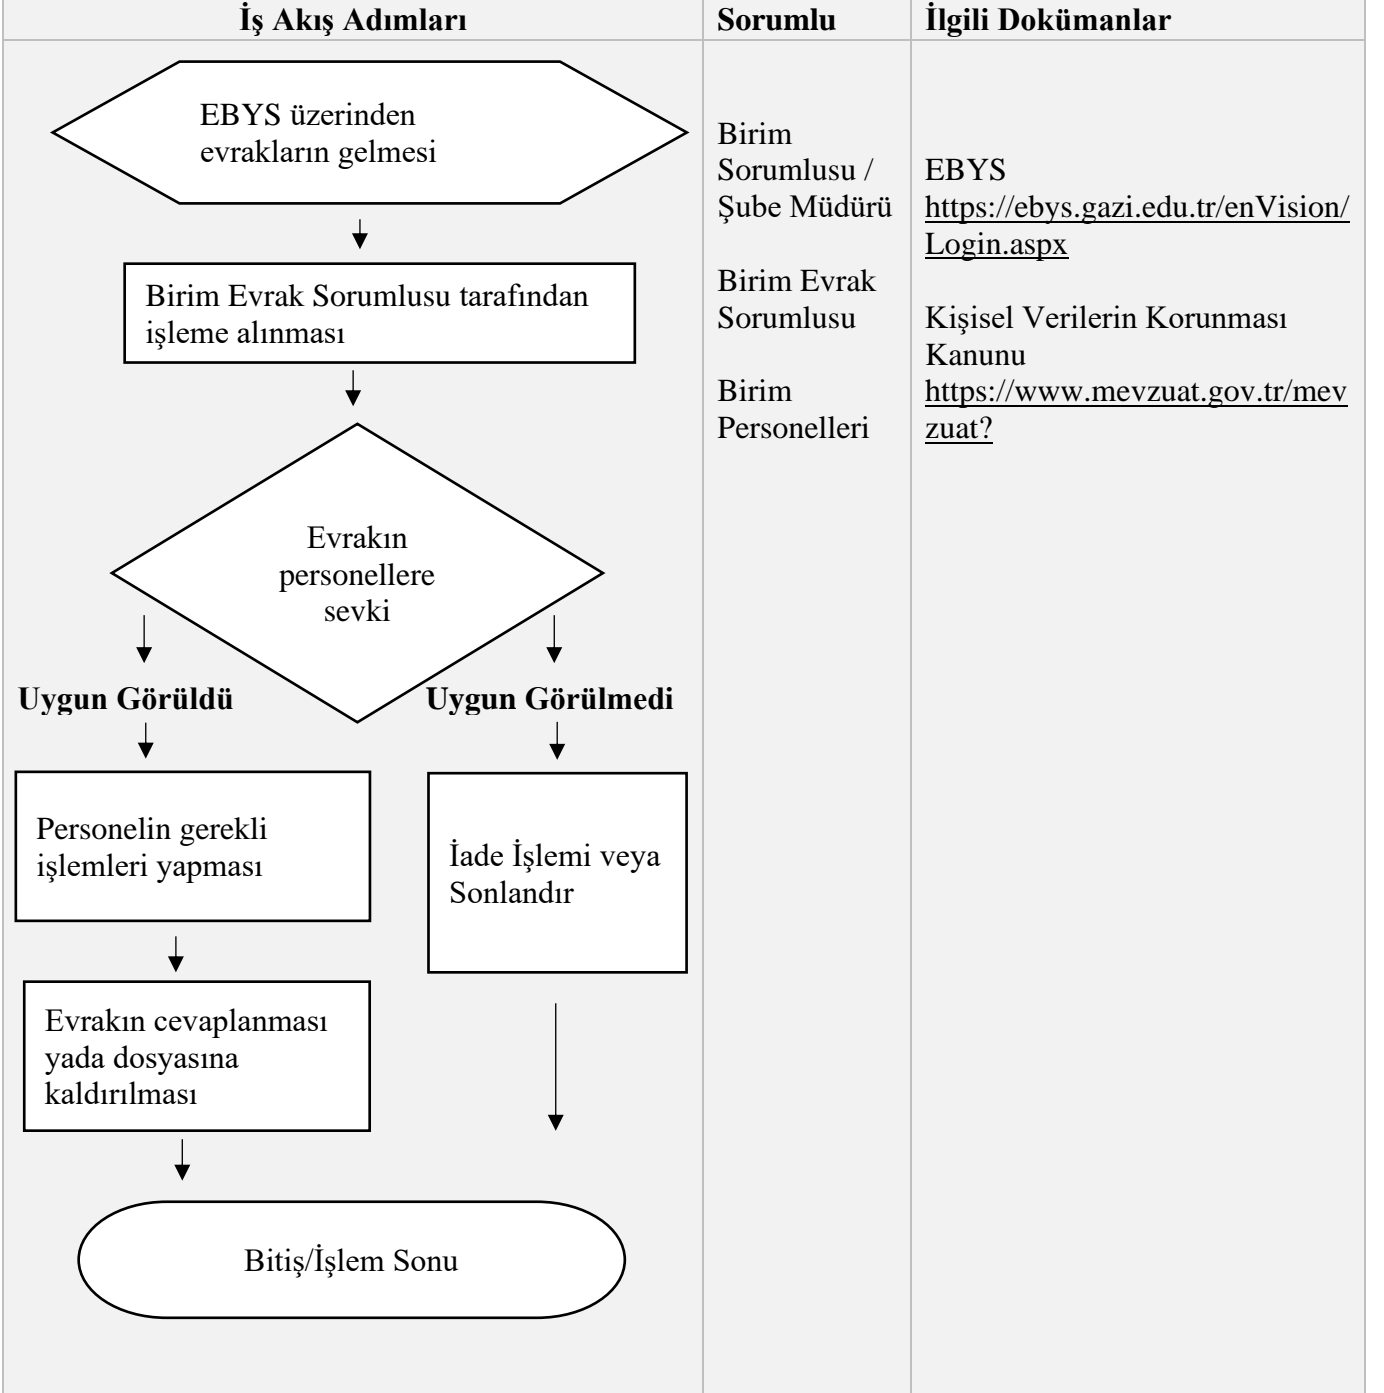 İş Akış Adımları
Sorumlu
İlgili Dokümanlar
EBYS üzerinden
evrakların gelmesi
Birim Evrak Sorumlusu tarafından
işleme alınması
Evrakın
personellere
sevki
Uygun Görüldü
Uygun Görülmedi
Personelin gerekli
işlemleri yapması
İade İşlemi veya
Sonlandır
Evrakın cevaplanması
yada dosyasına
kaldırılması
Bitiş/İşlem Sonu
Birim
Sorumlusu /
Şube Müdürü
Birim Evrak
Sorumlusu
Birim
Personelleri
EBYS
https://ebys.gazi.edu.tr/enVision/
Login.aspx
Kişisel Verilerin Korunması
Kanunu
https://www.mevzuat.gov.tr/mev
zuat?